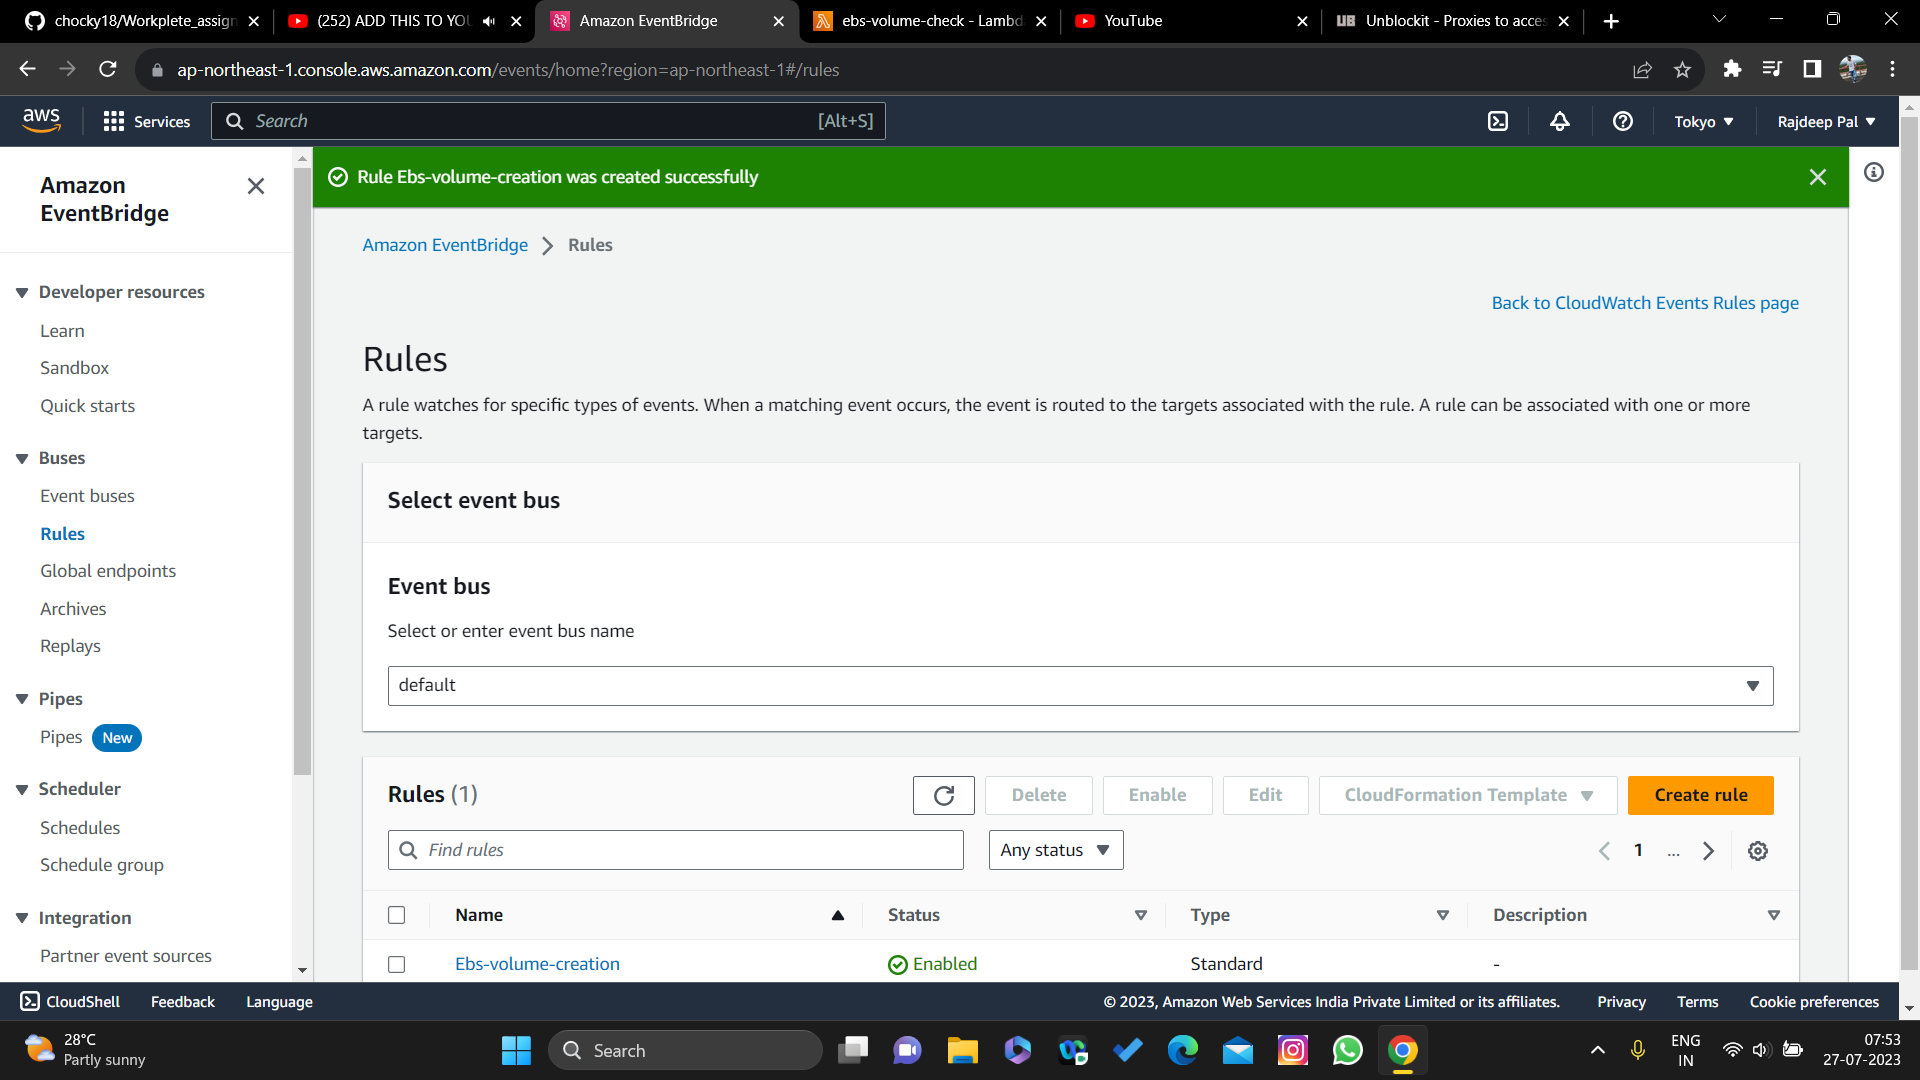 chocky18/Workplete_assign
(252) ADD THIS TO YOU
Amazon EventBridge
ebs-volume-check - Lambd
YouTube
UB Unblockit - Proxies to acces
ap-northeast-1.console.aws.amazon.com/events/home?region=ap-northeast-1#/rules
aws
Services
Search
[Alt+S]
Tokyo
Rajdeep Pal
Amazon
EventBridge
Developer resources
Learn
Sandbox
Quick starts
Buses
Event buses
Rules
Global endpoints
Archives
Replays
Pipes
Pipes New
Scheduler
Schedules
Schedule group
Integration
Partner event sources
Rule Ebs-volume-creation was created successfully
Amazon EventBridge > Rules
Back to CloudWatch Events Rules page
Rules
A rule watches for specific types of events. When a matching event occurs, the event is routed to the targets associated with the rule. A rule can be associated with one or more
targets.
Select event bus
Event bus
Select or enter event bus name
default
Rules (1)
Delete
Enable
Edit
CloudFormation Template
Create rule
Find rules
Any status
1
...
Name
Status
Type
Description
Ebs-volume-creation
Enabled
Standard
-
CloudShell
Feedback
Language
© 2023, Amazon Web Services India Private Limited or its affiliates.
Privacy
Terms
Cookie preferences
28°C
Partly sunny
Search
ENG
IN
07:53
27-07-2023